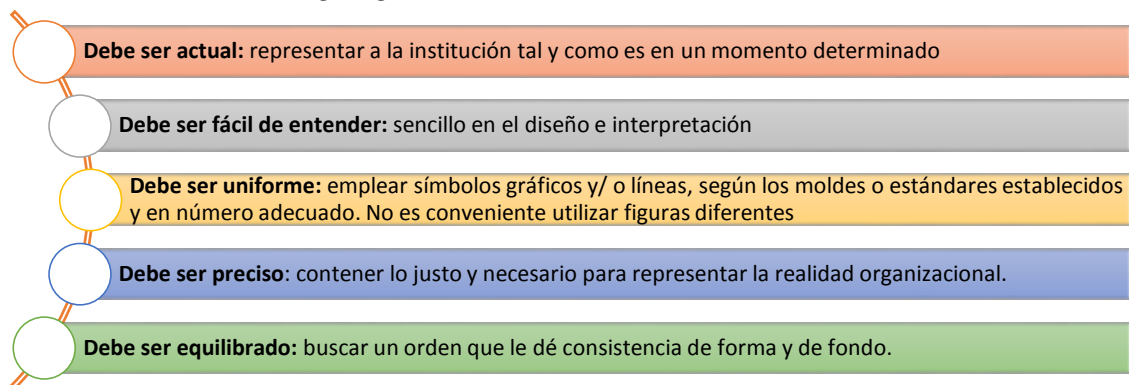 Debe ser actual: representar a la institución tal y como es en un momento determinado
Debe ser fácil de entender: sencillo en el diseño e interpretación
Debe ser uniforme: emplear símbolos gráficos y/ o líneas, según los moldes o estándares establecidos
y en número adecuado. No es conveniente utilizar figuras diferentes
Debe ser preciso: contener lo justo y necesario para representar la realidad organizacional.
Debe ser equilibrado: buscar un orden que le dé consistencia de forma y de fondo.